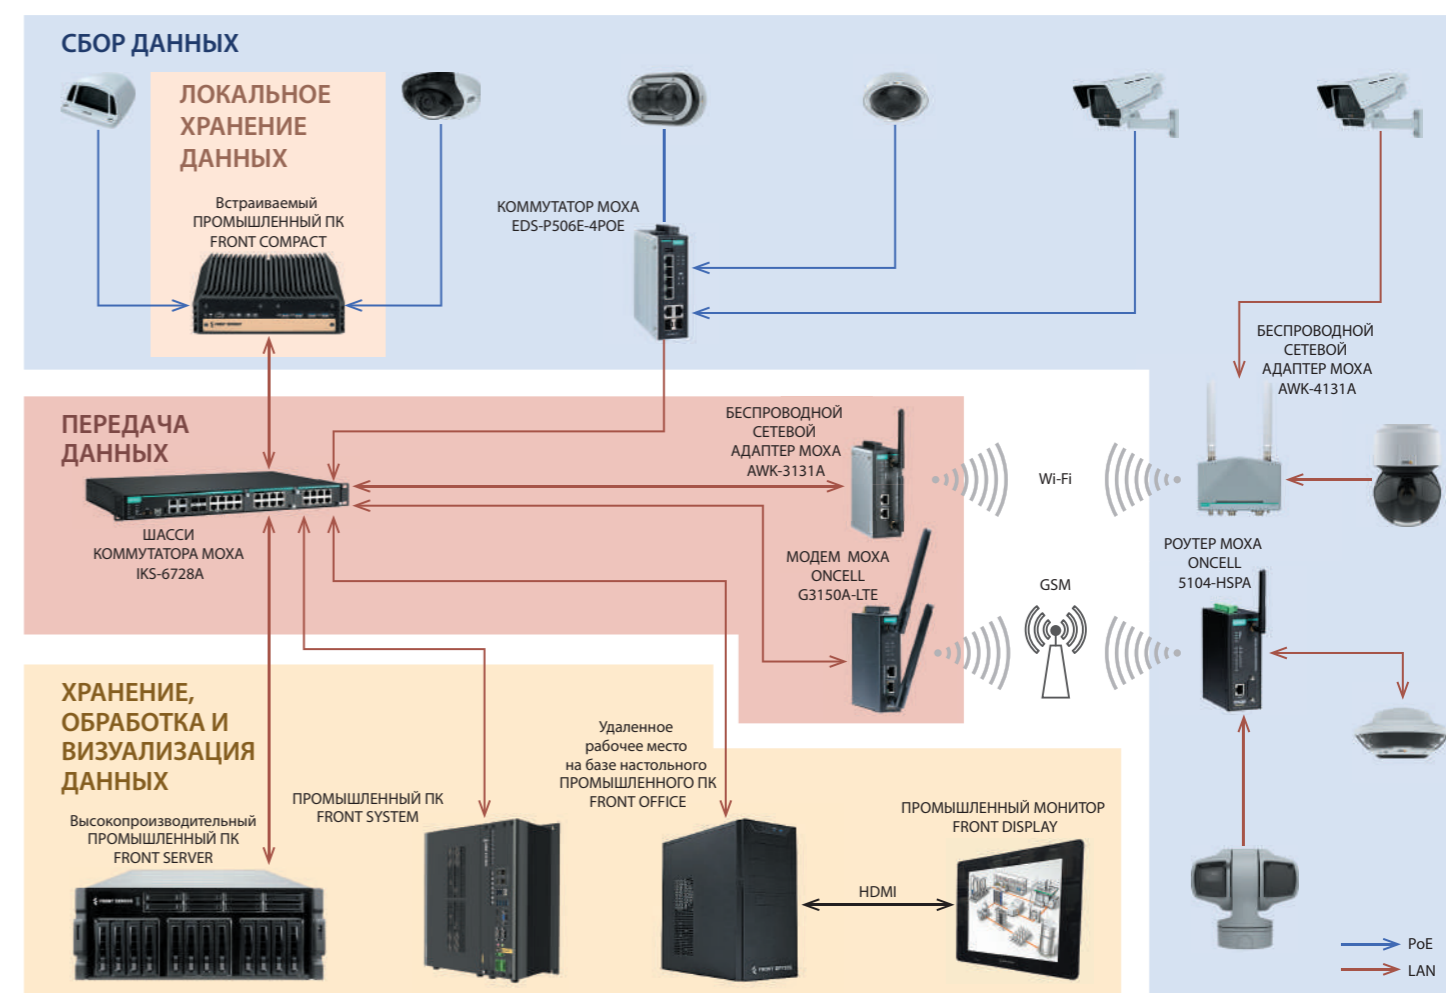 СБОР ДАННЫХ
ЛОКАЛЬНОЕ
ХРАНЕНИЕ
ДАННЫХ
Встраиваемый
ПРОМЫШЛЕННЫЙ ПК
FRONT COMPACT
КОММУТАТОР MOXA
EDS-P506E-4POE
БЕСПРОВОДНОЙ
СЕТЕВОЙ
АДАПТЕР MOXA
AWK-4131A
ПЕРЕДАЧА
ДАННЫХ
БЕСПРОВОДНОЙ
СЕТЕВОЙ
АДАПТЕР MOXA
AWK-3131A
Wi-Fi
ШАССИ
КОММУТАТОРА MOXA
IKS-6728A
МОДЕМ MOXA
ONCELL
G3150A-LTE
GSM
РОУТЕР MOXA
ONCELL
5104-HSPA
ХРАНЕНИЕ,
ОБРАБОТКА И
ВИЗУАЛИЗАЦИЯ
ДАННЫХ
Высокопроизводительный
ПРОМЫШЛЕННЫЙ ПК
FRONT SERVER
ПРОМЫШЛЕННЫЙ ПК
FRONT SYSTEM
Удаленное
рабочее место
на базе настольного
ПРОМЫШЛЕННОГО ПК
FRONT OFFICE
ПРОМЫШЛЕННЫЙ МОНИТОР
FRONT DISPLAY
HDMI
FRONT OFFICE
PoE
LAN